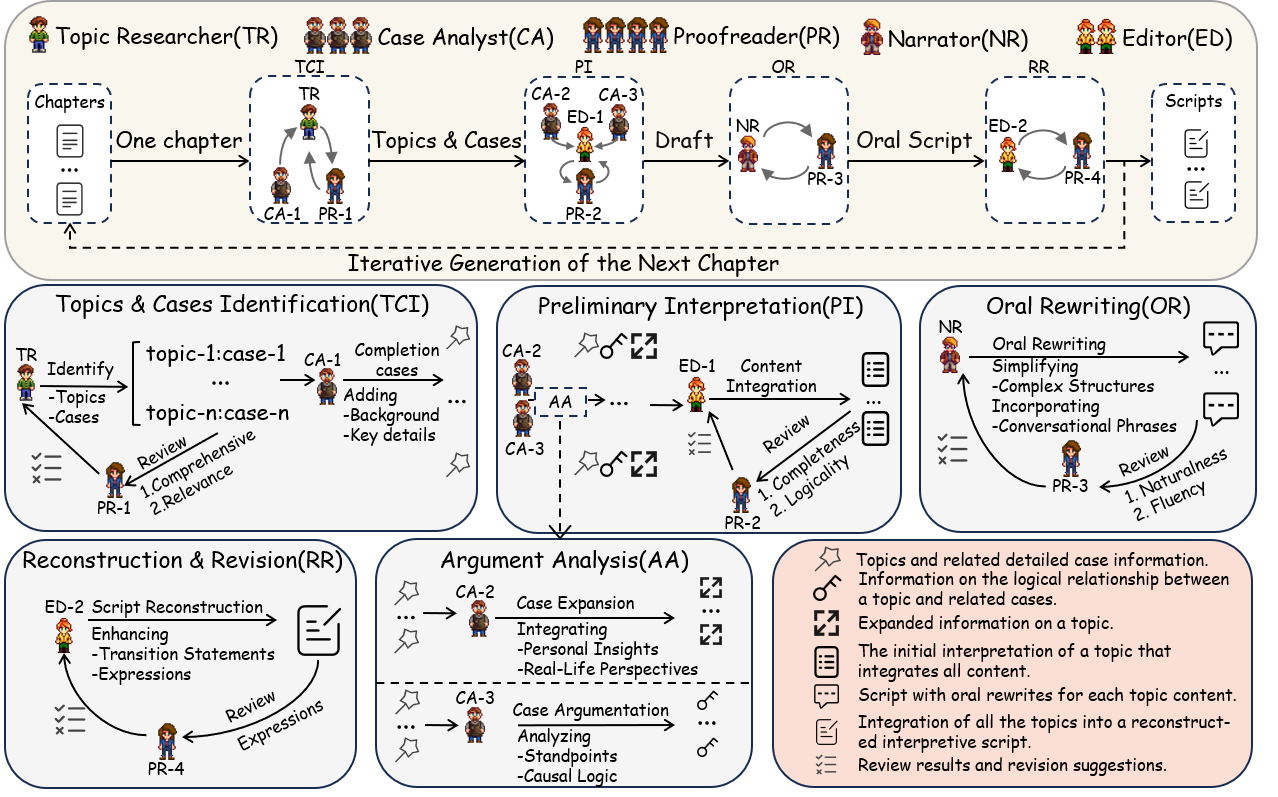 Topic Researcher(TR)
Case Analyst(CA)
Proofreader(PR)
Narrator(NR)
Editor(ED)
TCI
PI
OR
RR
Chapters
...
One chapter
TR
CA-1
PR-1
Topics & Cases
CA-2
CA-3
ED-1
PR-2
Draft
NR
PR-3
Oral Script
ED-2
PR-4
Scripts
...
Iterative Generation of the Next Chapter
Topics & Cases Identification(TCI)
TR
Identify
-Topics
-Cases
topic-1:case-1
...
topic-n:case-n
CA-1
Completion
cases
Adding
-Background
-Key details
...
Review
1.Comprehensive
2.Relevance
PR-1
Preliminary Interpretation(PI)
CA-2
AA
...
CA-3
ED-1
Content
Integration
...
Review
1. Completeness
2. Logicality
PR-2
Oral Rewriting(OR)
NR
Oral Rewriting
Simplifying
-Complex Structures
Incorporating
-Conversational Phrases
...
Review
1. Naturalness
2. Fluency
PR-3
Reconstruction & Revision(RR)
ED-2
Script Reconstruction
Enhancing
-Transition Statements
-Expressions
Review
Expressions
PR-4
Argument Analysis(AA)
...
CA-2
Case Expansion
Integrating
-Personal Insights
-Real-Life Perspectives
...
...
CA-3
Case Argumentation
Analyzing
-Standpoints
-Causal Logic
...
Topics and related detailed case information.
Information on the logical relationship between
a topic and related cases.
Expanded information on a topic.
The initial interpretation of a topic that
integrates all content.
Script with oral rewrites for each topic content.
Integration of all the topics into a reconstruct-
ed interpretive script.
Review results and revision suggestions.